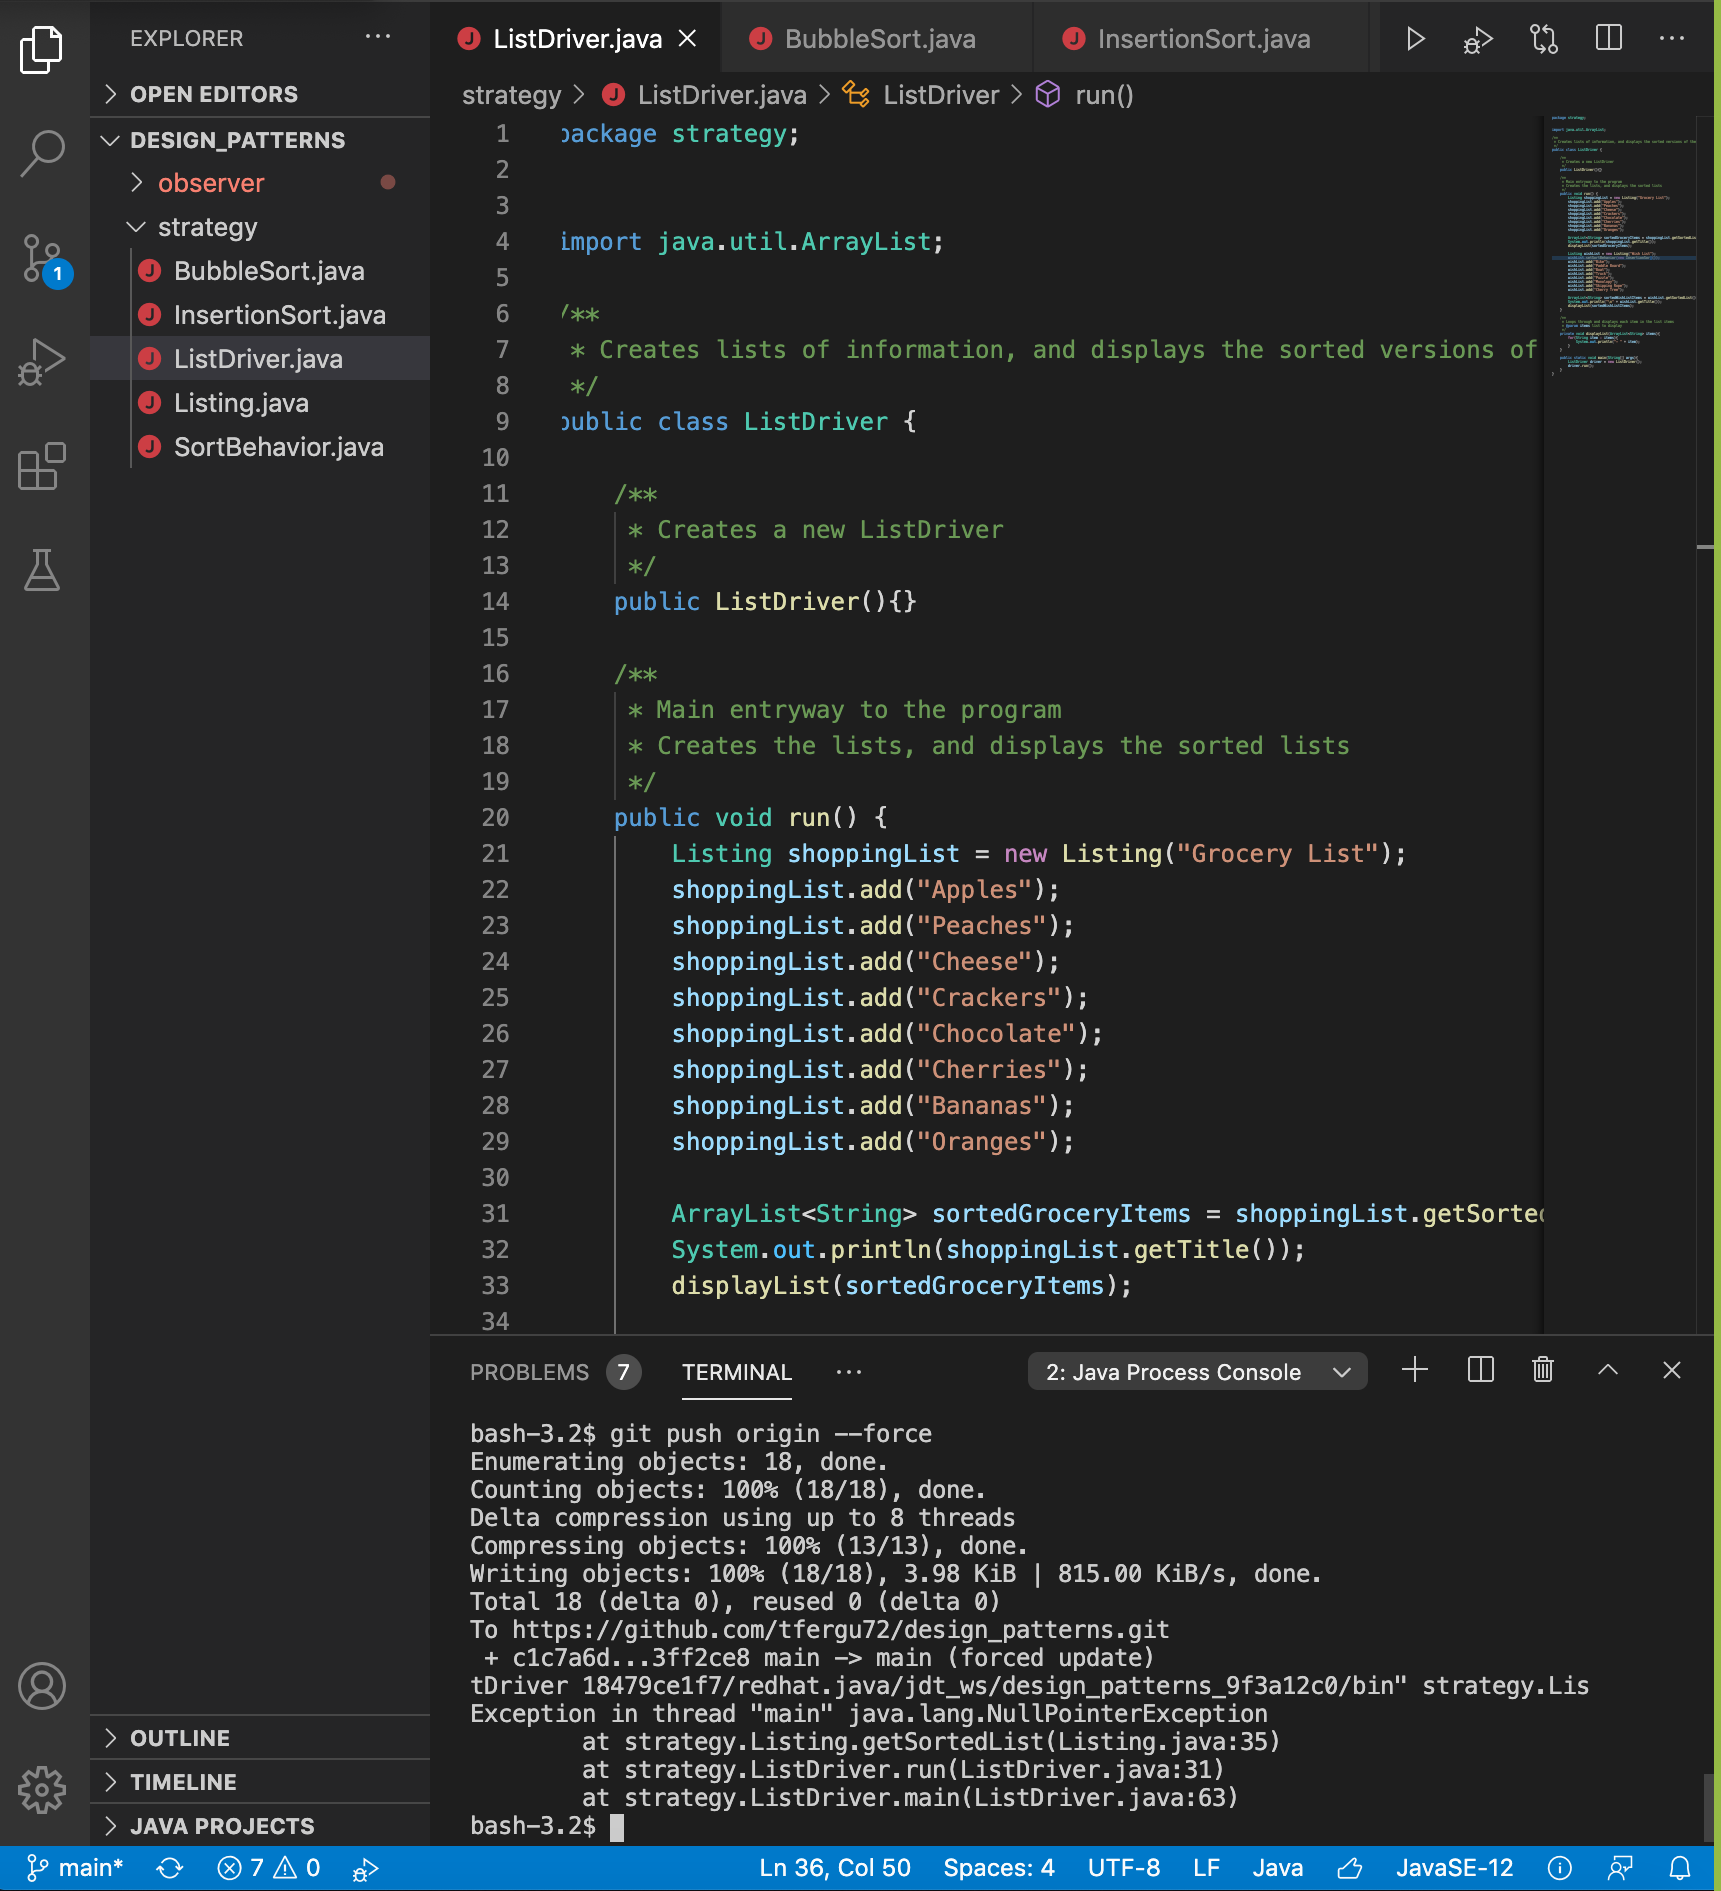 EXPLORER
OPEN EDITORS
DESIGN_PATTERNS
observer
strategy
BubbleSort.java
InsertionSort.java
ListDriver.java
Listing.java
SortBehavior.java
OUTLINE
TIMELINE
JAVA PROJECTS
1
ListDriver.java
BubbleSort.java
InsertionSort.java
strategy > ListDriver.java > ListDriver > run()
1 package strategy;
2
3
4 import java.util.ArrayList;
5
6 /**
7 * Creates lists of information, and displays the sorted versions of
8 */
9 public class ListDriver {
10
11 /**
12 * Creates a new ListDriver
13 */
14 public ListDriver(){}
15
16 /**
17 * Main entryway to the program
18 * Creates the lists, and displays the sorted lists
19 */
20 public void run() {
21 Listing shoppingList = new Listing("Grocery List");
22 shoppingList.add("Apples");
23 shoppingList.add("Peaches");
24 shoppingList.add("Cheese");
25 shoppingList.add("Crackers");
26 shoppingList.add("Chocolate");
27 shoppingList.add("Cherries");
28 shoppingList.add("Bananas");
29 shoppingList.add("Oranges");
30
31 ArrayList<String> sortedGroceryItems = shoppingList.getSorted
32 System.out.println(shoppingList.getTitle());
33 displayList(sortedGroceryItems);
34
PROBLEMS 7 TERMINAL ··· 2: Java Process Console
bash-3.2$ git push origin --force
Enumerating objects: 18, done.
Counting objects: 100% (18/18), done.
Delta compression using up to 8 threads
Compressing objects: 100% (13/13), done.
Writing objects: 100% (18/18), 3.98 KiB | 815.00 KiB/s, done.
Total 18 (delta 0), reused 0 (delta 0)
To https://github.com/tfergu72/design_patterns.git
+ c1c7a6d...3ff2ce8 main -> main (forced update)
tDriver 18479ce1f7/redhat.java/jdt_ws/design_patterns_9f3a12c0/bin" strategy.Lis
Exception in thread "main" java.lang.NullPointerException
at strategy.Listing.getSortedList(Listing.java:35)
at strategy.ListDriver.run(ListDriver.java:31)
at strategy.ListDriver.main(ListDriver.java:63)
bash-3.2$
main* 7 0 Ln 36, Col 50 Spaces: 4 UTF-8 LF Java JavaSE-12